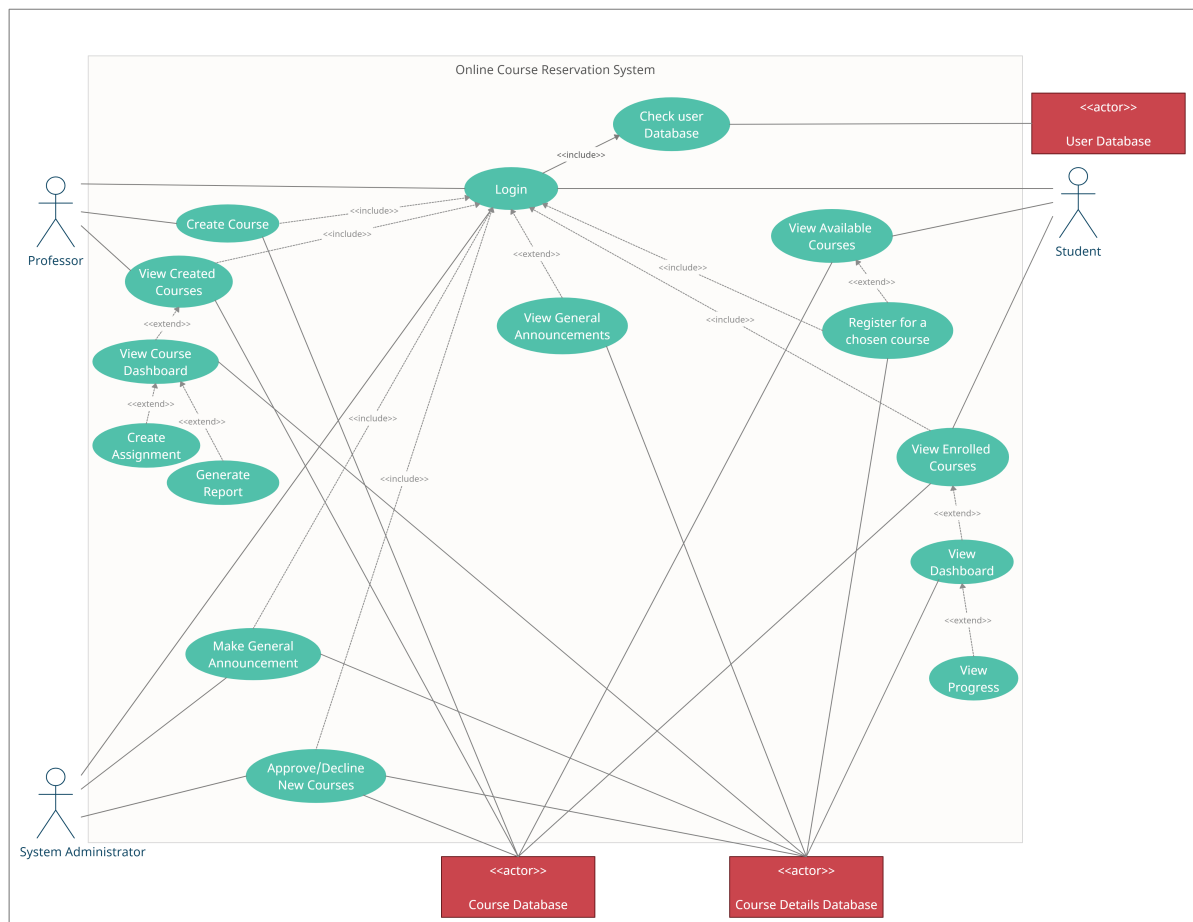 Online Course Reservation System
<<actor>>
User Database
Check user
Database
<<include>>
Login
Professor
Student
Create Course
<<include>>
<<include>>
View Available
Courses
View Created
Courses
<<extend>>
<<include>>
<<extend>>
<<extend>>
View General
Announcements
<<include>>
Register for a
chosen course
View Course
Dashboard
<<extend>>
<<extend>>
<<include>>
Create
Assignment
Generate
Report
<<include>>
View Enrolled
Courses
<<extend>>
View
Dashboard
<<extend>>
Make General
Announcement
View
Progress
Approve/Decline
New Courses
System Administrator
<<actor>>
Course Database
<<actor>>
Course Details Database